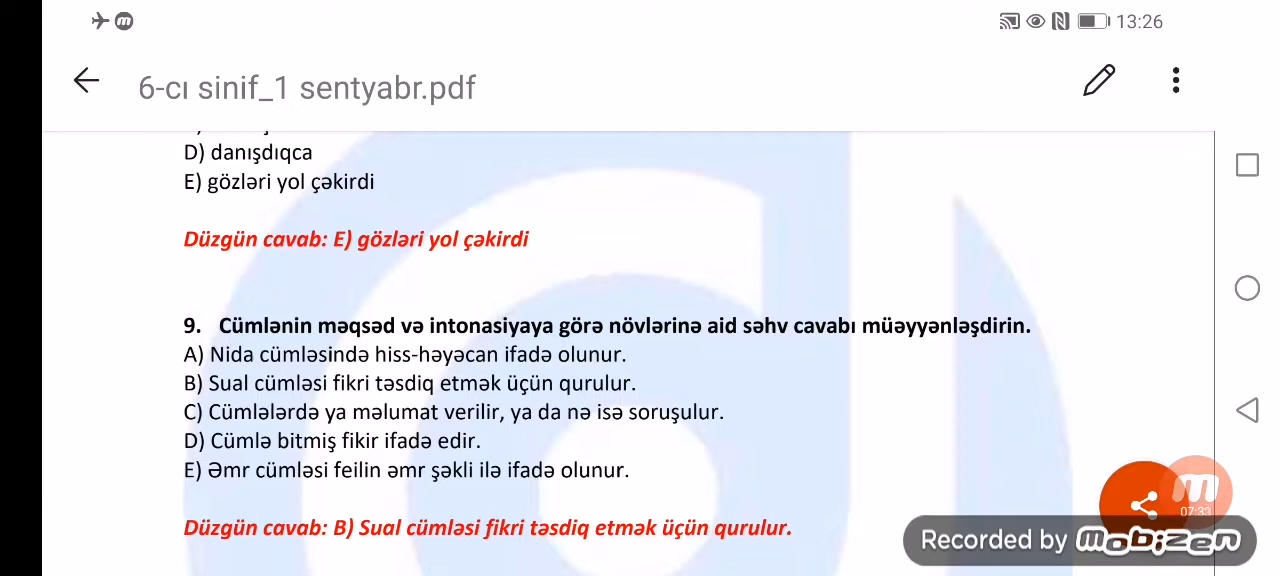 13:26
6-cı sinif_1 sentyabr.pdf
D) danışdıqca
E) gözləri yol çəkirdi
Düzgün cavab: E) gözləri yol çəkirdi
9. Cümlənin məqsəd və intonasiyaya görə növlərinə aid səhv cavabı müəyyənləşdirin.
A) Nida cümləsində hiss-həyəcan ifadə olunur.
B) Sual cümləsi fikri təsdiq etmək üçün qurulur.
C) Cümlələrdə ya məlumat verilir, ya da nə isə soruşulur.
D) Cümlə bitmiş fikir ifadə edir.
E) Əmr cümləsi feilin əmr şəkli ilə ifadə olunur.
07:33
Düzgün cavab: B) Sual cümləsi fikri təsdiq etmək üçün qurulur.
Recorded by mobizen